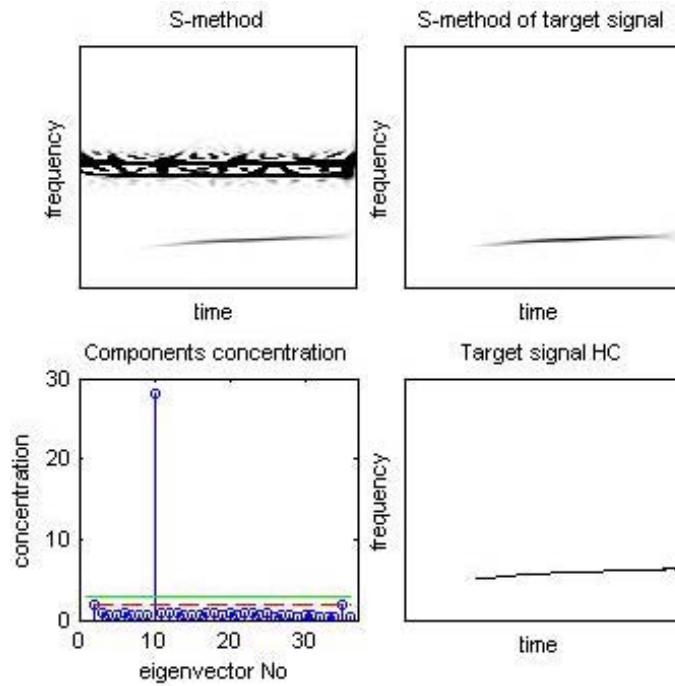 S-method
frequency
time
S-method of target signal
frequency
time
Components concentration
30
20
10
0
concentration
0 10 20 30
eigenvector No
Target signal HC
frequency
time